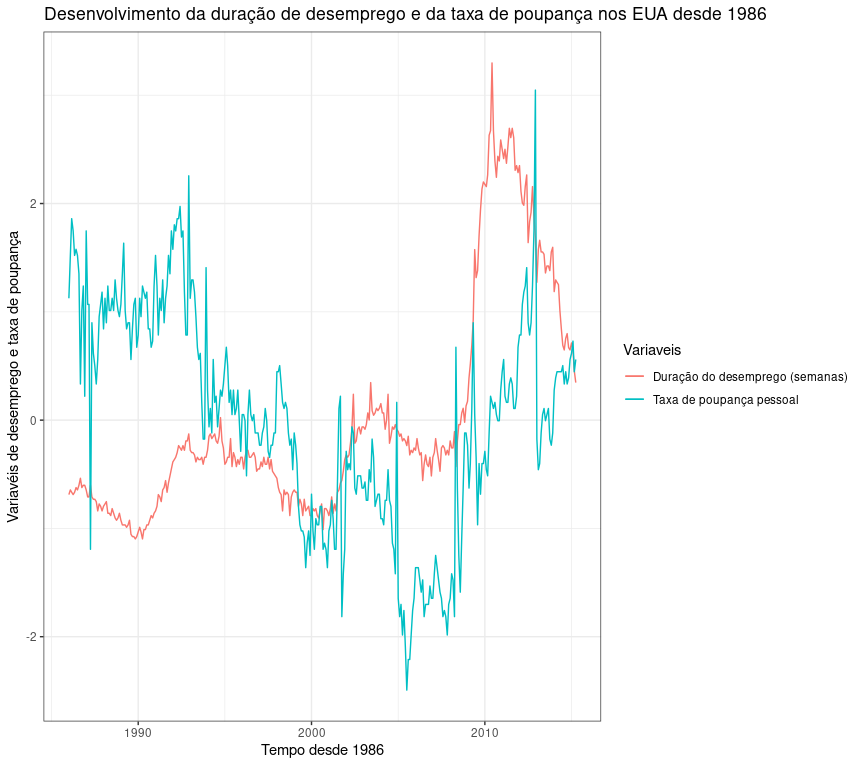 Desenvolvimento da duração de desemprego e da taxa de poupança nos EUA desde 1986
Variavéis de desemprego e taxa de poupança
2
0
-2
1990
2000
2010
Tempo desde 1986
Variaveis
Duração do desemprego (semanas)
Taxa de poupança pessoal